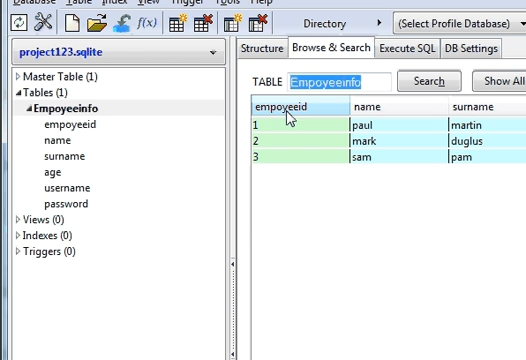 Database Table Index View Trigger Tools Help
f(x) Directory (Select Profile Database)
project123.sqlite
Structure Browse & Search Execute SQL DB Settings
Master Table (1)
Tables (1)
Empoyeeinfo
empoyeeid
name
surname
age
username
password
Views (0)
Indexes (0)
Triggers (0)
TABLE Empoyeeinfo Search Show All
empoyeeid name surname
1 paul martin
2 mark duglus
3 sam pam